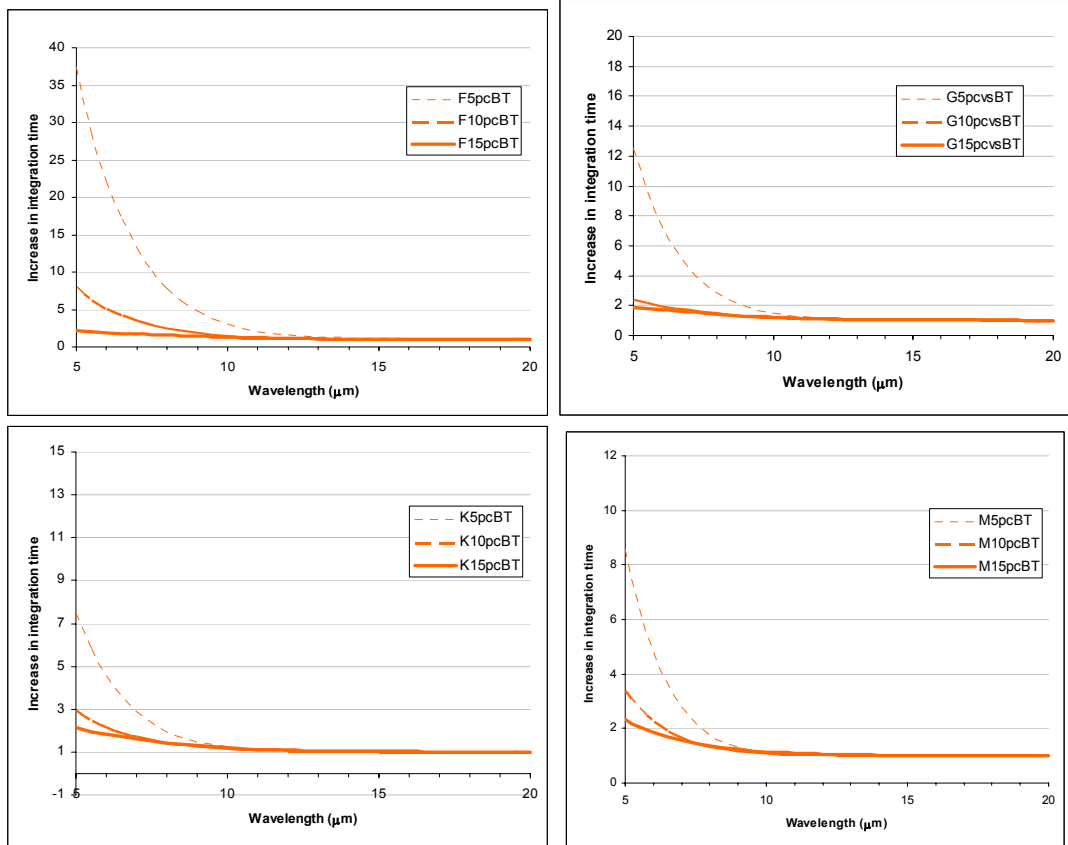 40
35
30
25
20
15
10
5
0
5
10
15
20
Increase in integration time
Wavelength (μm)
F5pcBT
F10pcBT
F15pcBT
20
18
16
14
12
10
8
6
4
2
0
5
10
15
20
Increase in integration time
Wavelength (μm)
G5pcvsBT
G10pcvsBT
G15pcvsBT
15
13
11
9
7
5
3
1
-1
5
10
15
20
Increase in integration time
Wavelength (μm)
K5pcBT
K10pcBT
K15pcBT
12
10
8
6
4
2
0
5
10
15
20
Increase in integration time
Wavelength (μm)
M5pcBT
M10pcBT
M15pcBT